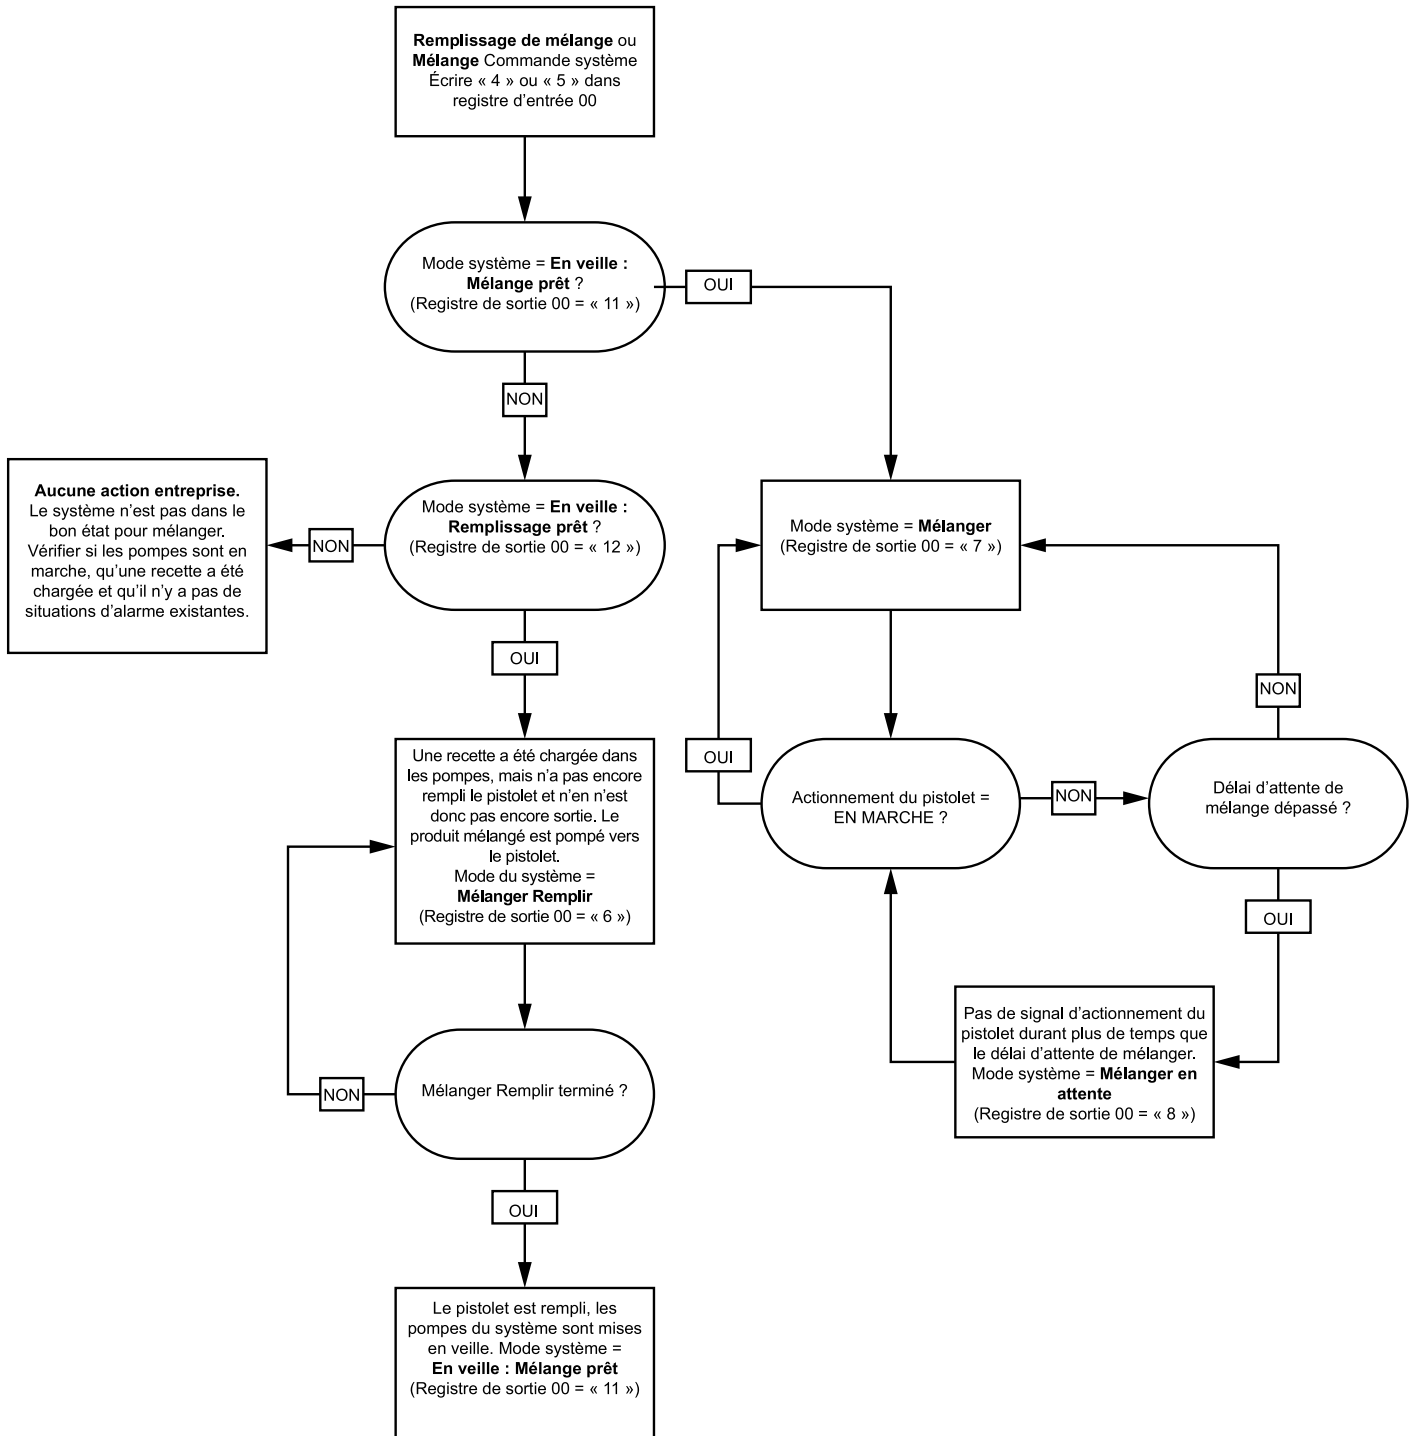 Remplissage de mélange ou
Mélange Commande système
Écrire « 4 » ou « 5 » dans
registre d'entrée 00
Mode système = En veille :
Mélange prêt ?
(Registre de sortie 00 = « 11 »)
OUI
NON
Aucune action entreprise.
Le système n'est pas dans le
bon état pour mélanger.
Vérifier si les pompes sont en
marche, qu'une recette a été
chargée et qu'il n'y a pas de
situations d'alarme existantes.
NON
Mode système = En veille :
Remplissage prêt ?
(Registre de sortie 00 = « 12 »)
OUI
Une recette a été chargée dans
les pompes, mais n'a pas encore
rempli le pistolet et n'en n'est
donc pas encore sortie. Le
produit mélangé est pompé vers
le pistolet.
Mode du système =
Mélanger Remplir
(Registre de sortie 00 = « 6 »)
NON
Mélanger Remplir terminé ?
OUI
Le pistolet est rempli, les
pompes du système sont mises
en veille. Mode système =
En veille : Mélange prêt
(Registre de sortie 00 = « 11 »)
Mode système = Mélanger
(Registre de sortie 00 = « 7 »)
OUI
Actionnement du pistolet =
EN MARCHE ?
NON
NON
Délai d'attente de
mélange dépassé ?
OUI
Pas de signal d'actionnement du
pistolet durant plus de temps que
le délai d'attente de mélanger.
Mode système = Mélanger en
attente
(Registre de sortie 00 = « 8 »)